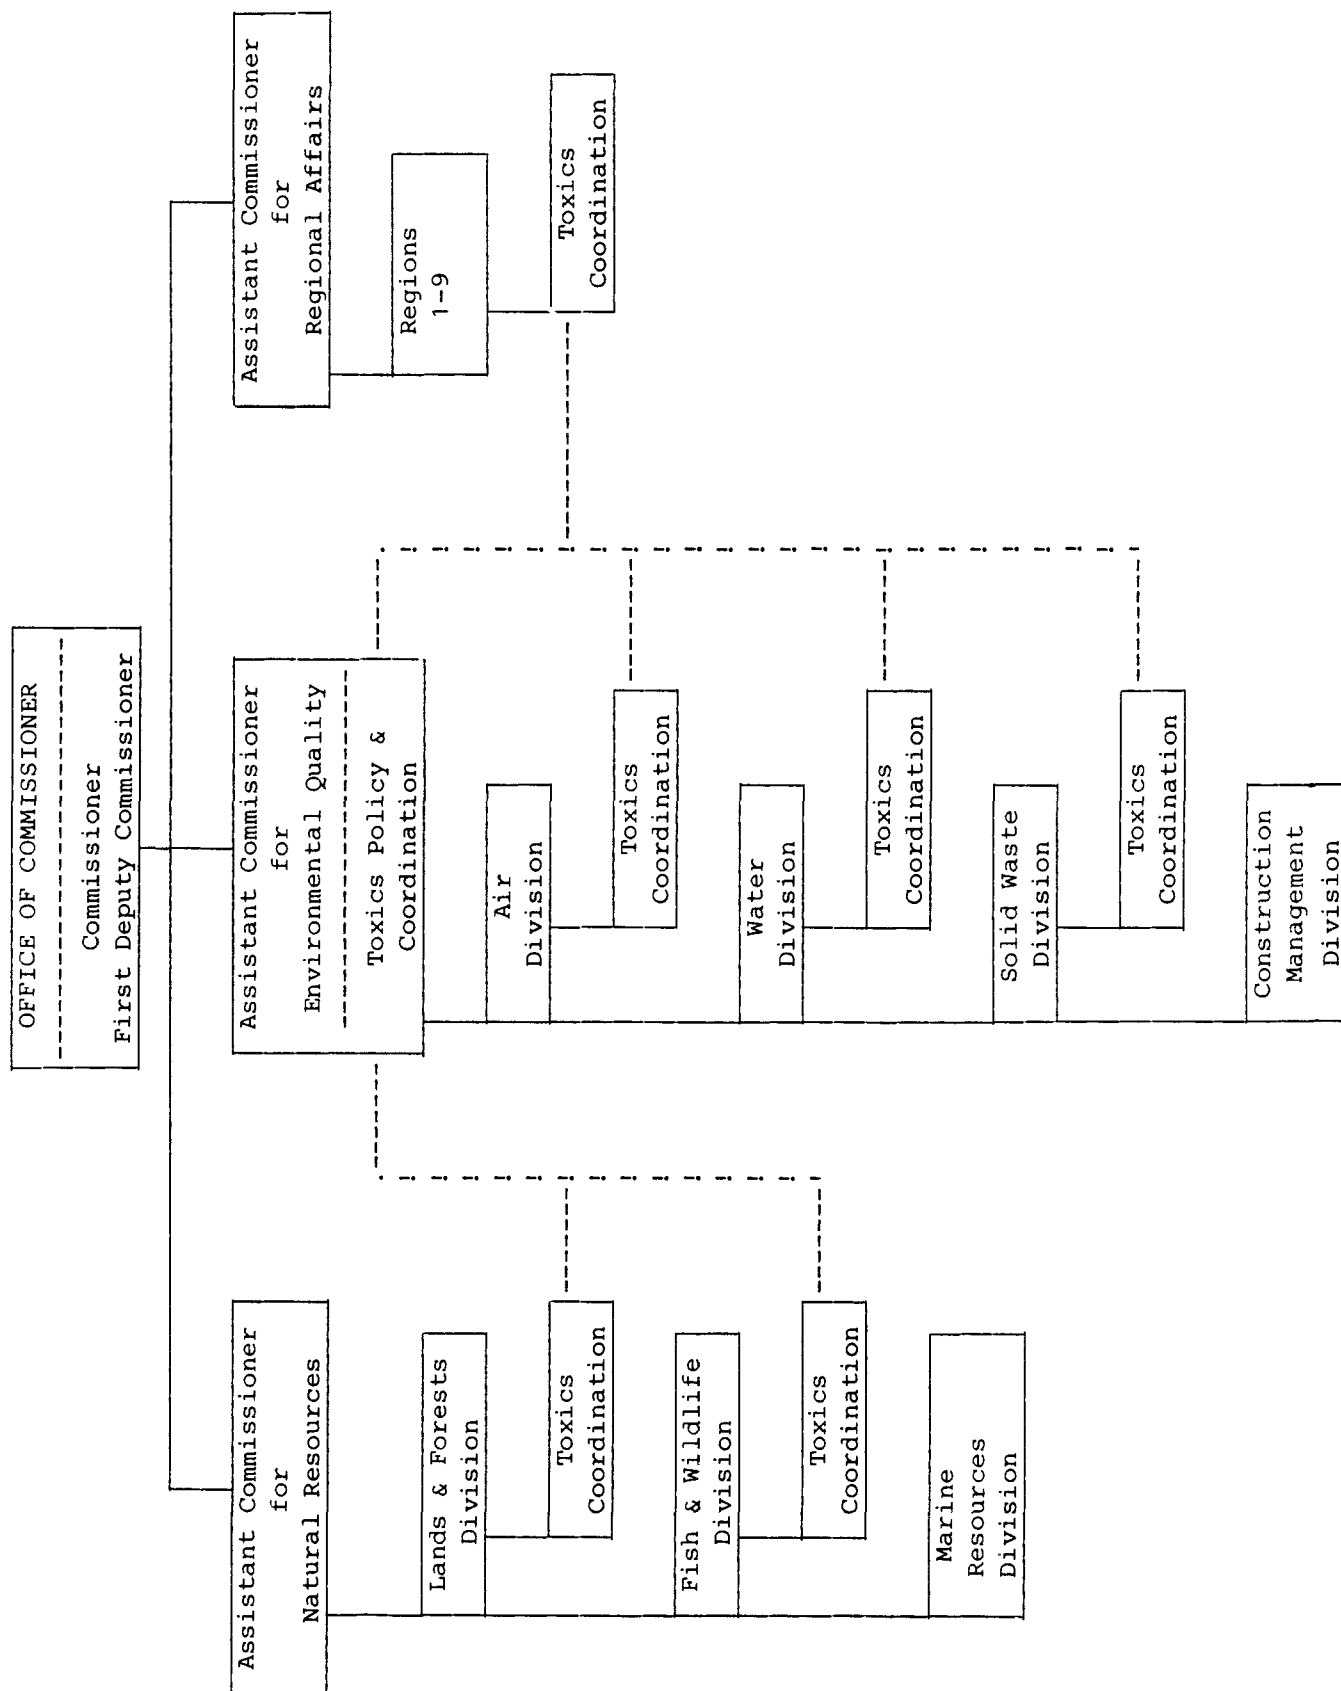 OFFICE OF COMMISSIONER
Commissioner
First Deputy Commissioner
Assistant Commissioner
for
Natural Resources
Lands & Forests
Division
Toxics
Coordination
Fish & Wildlife
Division
Toxics
Coordination
Marine
Resources
Division
Assistant Commissioner
for
Environmental Quality
Toxics Policy &
Coordination
Air
Division
Toxics
Coordination
Water
Division
Toxics
Coordination
Solid Waste
Division
Toxics
Coordination
Construction
Management
Division
Assistant Commissioner
for
Regional Affairs
Regions
1-9
Toxics
Coordination